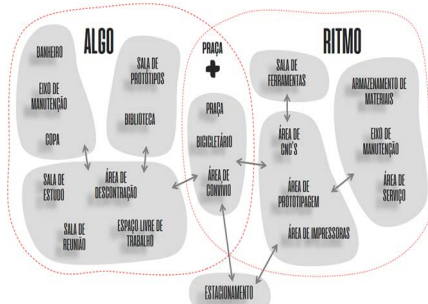 ALGO
PRAÇA
+
RITMO
BANHEIRO
EIXO DE
MANUTENÇÃO
COPA
SALA DE
PROTÓTIPOS
BIBLIOTECA
SALA DE
ESTUDO
ÁREA DE
DESCONTRAÇÃO
SALA DE
REUNIÃO
ESPAÇO LIVRE DE
TRABALHO
PRAÇA
BICICLETÁRIO
ÁREA DE
CONVÍVIO
SALA DE
FERRAMENTAS
ÁREA DE
CNC'S
ÁREA DE
PROTOTIPAGEM
ÁREA DE IMPRESSORAS
ARMAZENAMENTO DE
MATERIAIS
EIXO DE
MANUTENÇÃO
ÁREA DE
SERVIÇO
ESTACIONAMENTO